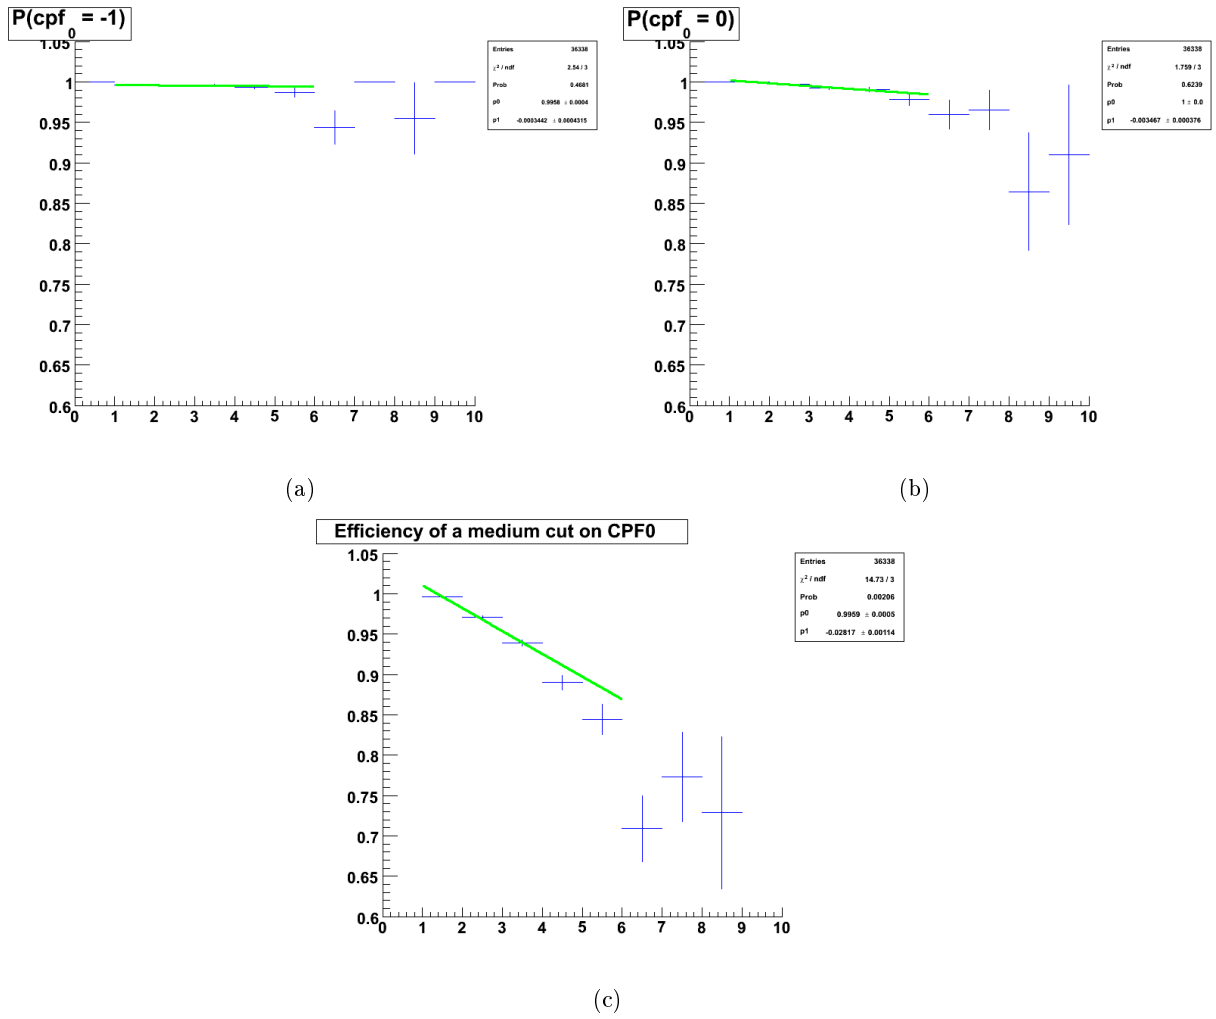 P(cpf0 = -1)
1.05
1
0.95
0.9
0.85
0.8
0.75
0.7
0.65
0.6
0 1 2 3 4 5 6 7 8 9 10
Entries 36338
χ² / ndf 2.54 / 3
Prob 0.4681
p0 0.9958 ± 0.0004
p1 -0.0003442 ± 0.0004315
(a)
P(cpf0 = 0)
1.05
1
0.95
0.9
0.85
0.8
0.75
0.7
0.65
0.6
0 1 2 3 4 5 6 7 8 9 10
Entries 36338
χ² / ndf 1.759 / 3
Prob 0.6239
p0 1 ± 0.0
p1 -0.003467 ± 0.000376
(b)
Efficiency of a medium cut on CPF0
1.05
1
0.95
0.9
0.85
0.8
0.75
0.7
0.65
0.6
0 1 2 3 4 5 6 7 8 9 10
Entries 36338
χ² / ndf 14.73 / 3
Prob 0.00206
p0 0.9959 ± 0.0005
p1 -0.02817 ± 0.00114
(c)